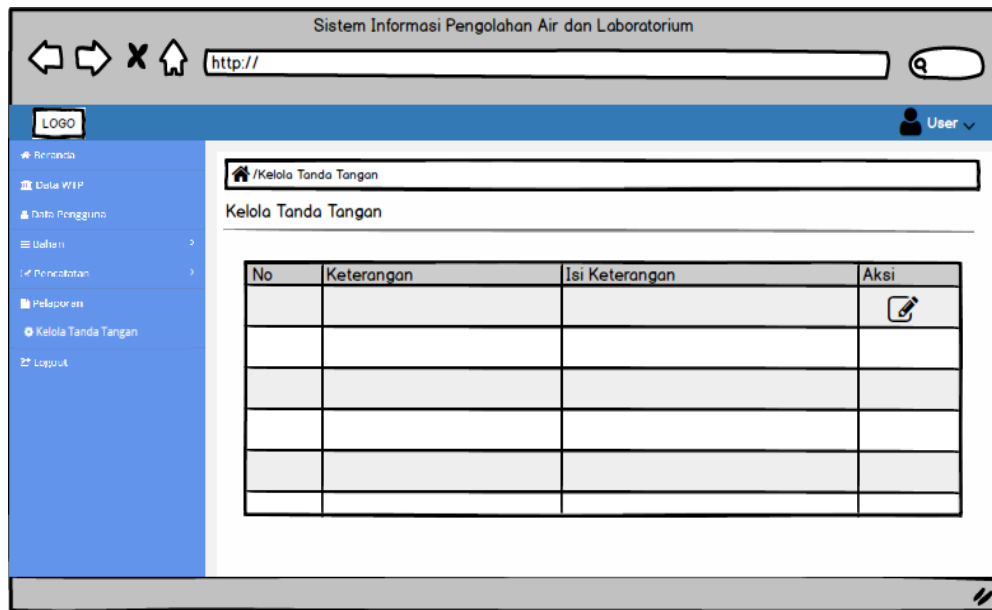 Sistem Informasi Pengolahan Air dan Laboratorium
http://
LOGO
User
Beranda
Data WTP
Data Pengguna
Bahan
Pencatatan
Pelaporan
Kelola Tanda Tangan
Logout
/Kelola Tanda Tangan
Kelola Tanda Tangan
No Keterangan Isi Keterangan Aksi